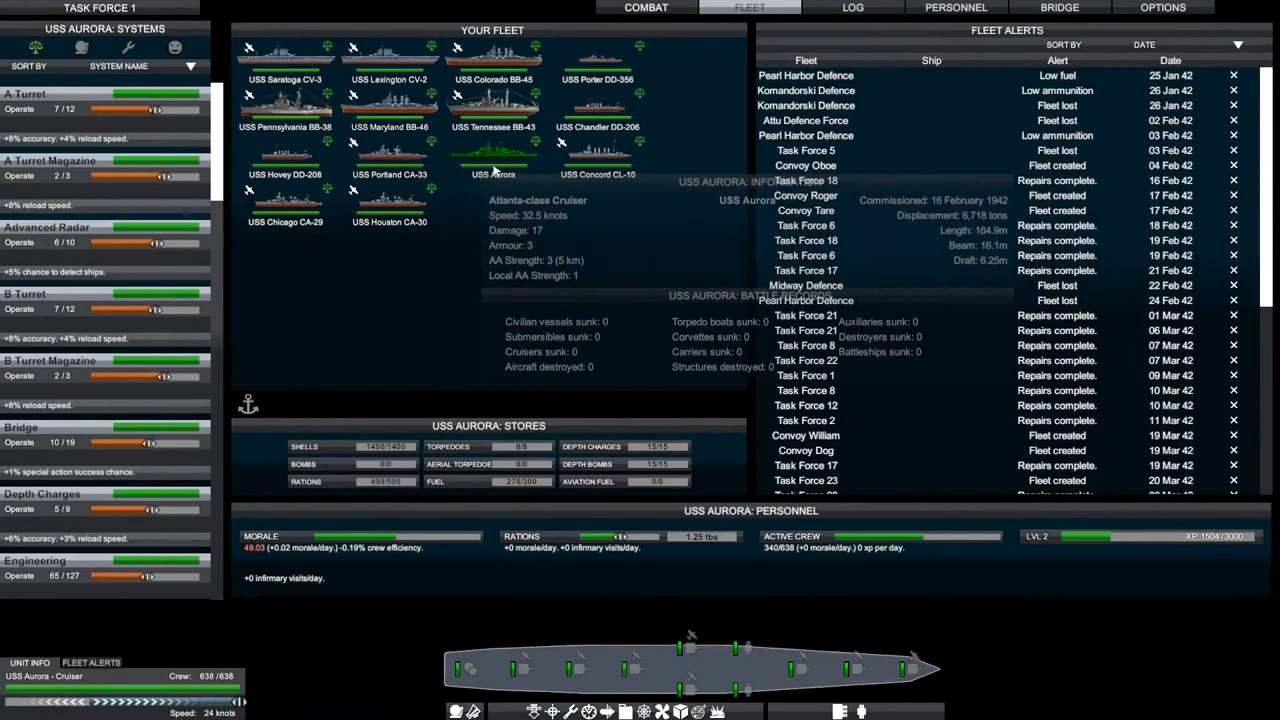 TASK FORCE 1
COMBAT
FLEET
LOG
PERSONNEL
BRIDGE
OPTIONS
USS AURORA: SYSTEMS
SORT BY SYSTEM NAME
A Turret
Operate 7 / 12
+8% accuracy. +4% reload speed.
A Turret Magazine
Operate 2 / 3
+8% reload speed.
Advanced Radar
Operate 6 / 10
+5% chance to detect ships.
B Turret
Operate 7 / 12
+8% accuracy. +4% reload speed.
B Turret Magazine
Operate 2 / 3
+8% reload speed.
Bridge
Operate 10 / 19
+1% special action success chance.
Depth Charges
Operate 5 / 9
+6% accuracy. +3% reload speed.
Engineering
Operate 65 / 127
YOUR FLEET
USS Saratoga CV-3 USS Lexington CV-2 USS Colorado BB-45 USS Porter DD-356
USS Pennsylvania BB-38 USS Maryland BB-46 USS Tennessee BB-43 USS Chandler DD-206
USS Hovey DD-208 USS Portland CA-33 USS Aurora USS Concord CL-10
USS Chicago CA-29 USS Houston CA-30
Atlanta-class Cruiser
USS Aurora
Commissioned: 16 February 1942
Speed: 32.5 knots
Displacement: 6,718 tons
Damage: 17
Length: 164.9m
Armour: 3
Beam: 16.1m
AA Strength: 3 (5 km)
Draft: 6.25m
Local AA Strength: 1
USS AURORA: BATTLE RECORDS
Civilian vessels sunk: 0 Torpedo boats sunk: 0 Auxiliaries sunk: 0
Submersibles sunk: 0 Corvettes sunk: 0 Destroyers sunk: 0
Cruisers sunk: 0 Carriers sunk: 0 Battleships sunk: 0
Aircraft destroyed: 0 Structures destroyed: 0
FLEET ALERTS
SORT BY DATE
Fleet Ship Alert Date
Pearl Harbor Defence Low fuel 25 Jan 42
Komandorski Defence Low ammunition 26 Jan 42
Komandorski Defence Fleet lost 26 Jan 42
Attu Defence Force Fleet lost 02 Feb 42
Pearl Harbor Defence Low ammunition 03 Feb 42
Task Force 5 Fleet lost 03 Feb 42
Convoy Oboe Fleet created 04 Feb 42
Task Force 18 Repairs complete. 16 Feb 42
Convoy Roger Fleet created 17 Feb 42
Convoy Tare Fleet created 17 Feb 42
Task Force 6 Repairs complete. 18 Feb 42
Task Force 18 Repairs complete. 19 Feb 42
Task Force 6 Repairs complete. 19 Feb 42
Task Force 17 Repairs complete. 21 Feb 42
Midway Defence Fleet lost 22 Feb 42
Pearl Harbor Defence Fleet lost 24 Feb 42
Task Force 21 Repairs complete. 01 Mar 42
Task Force 21 Repairs complete. 06 Mar 42
Task Force 8 Repairs complete. 07 Mar 42
Task Force 22 Repairs complete. 07 Mar 42
Task Force 1 Repairs complete. 09 Mar 42
Task Force 8 Repairs complete. 10 Mar 42
Task Force 12 Repairs complete. 10 Mar 42
Task Force 2 Repairs complete. 11 Mar 42
Convoy William Fleet created 19 Mar 42
Convoy Dog Fleet created 19 Mar 42
Task Force 17 Repairs complete. 19 Mar 42
Task Force 23 Fleet created 20 Mar 42
USS AURORA: STORES
SHELLS 1400/1400 TORPEDOES 8/8 DEPTH CHARGES 15/15
BOMBS 0/0 AERIAL TORPEDOE 0/0 DEPTH BOMBS 15/15
RATIONS 499/500 FUEL 278/300 AVIATION FUEL 0/0
USS AURORA: PERSONNEL
MORALE
49.03 (+0.02 morale/day.) -0.19% crew efficiency.
+0 infirmary visits/day.
RATIONS 1.25 lbs
+0 morale/day. +0 infirmary visits/day.
ACTIVE CREW
340/638 (+0 morale/day.) 0 xp per day.
LVL 2 XP 1504 /3000
UNIT INFO FLEET ALERTS
USS Aurora - Cruiser Crew: 638 / 638
Speed: 24 knots